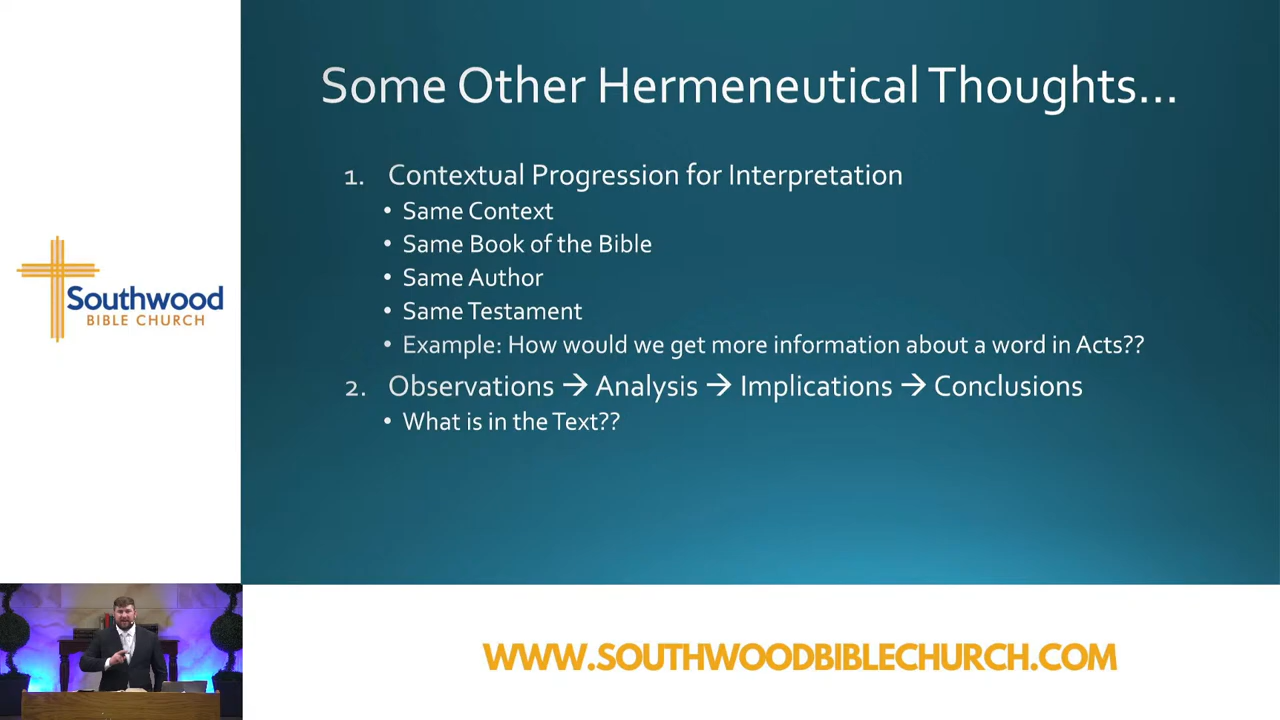 Some Other Hermeneutical Thoughts...
1. Contextual Progression for Interpretation
• Same Context
• Same Book of the Bible
• Same Author
• Same Testament
• Example: How would we get more information about a word in Acts??
2. Observations → Analysis → Implications → Conclusions
• What is in the Text??
Southwood
BIBLE CHURCH
WWW.SOUTHWOODBIBLECHURCH.COM